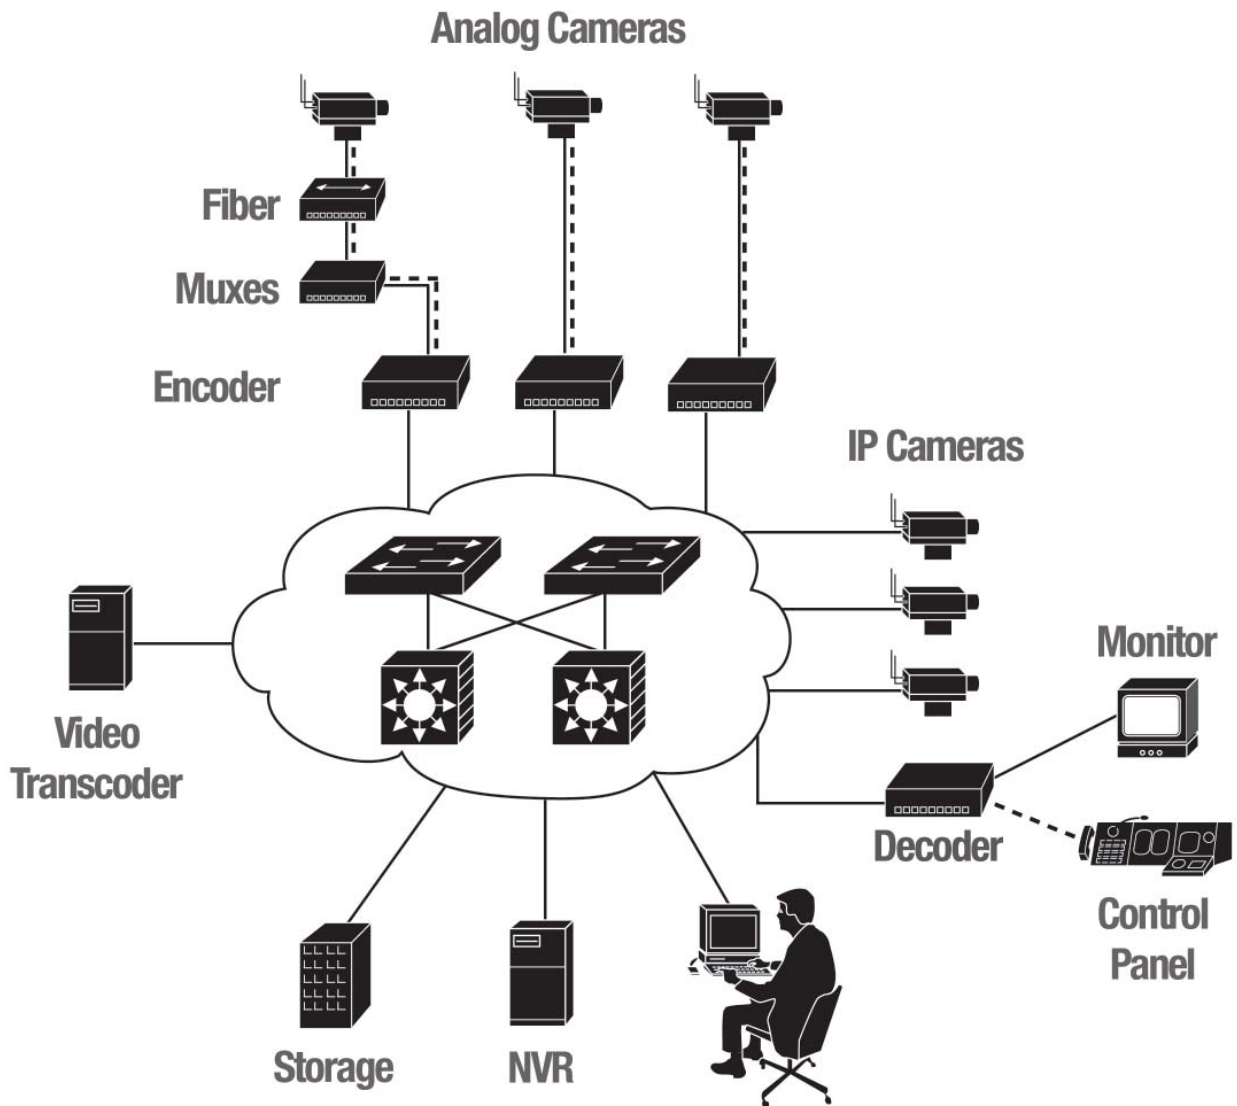 Analog Cameras
Fiber
Muxes
Encoder
IP Cameras
Monitor
Video
Transcoder
Decoder
Control
Panel
Storage
NVR